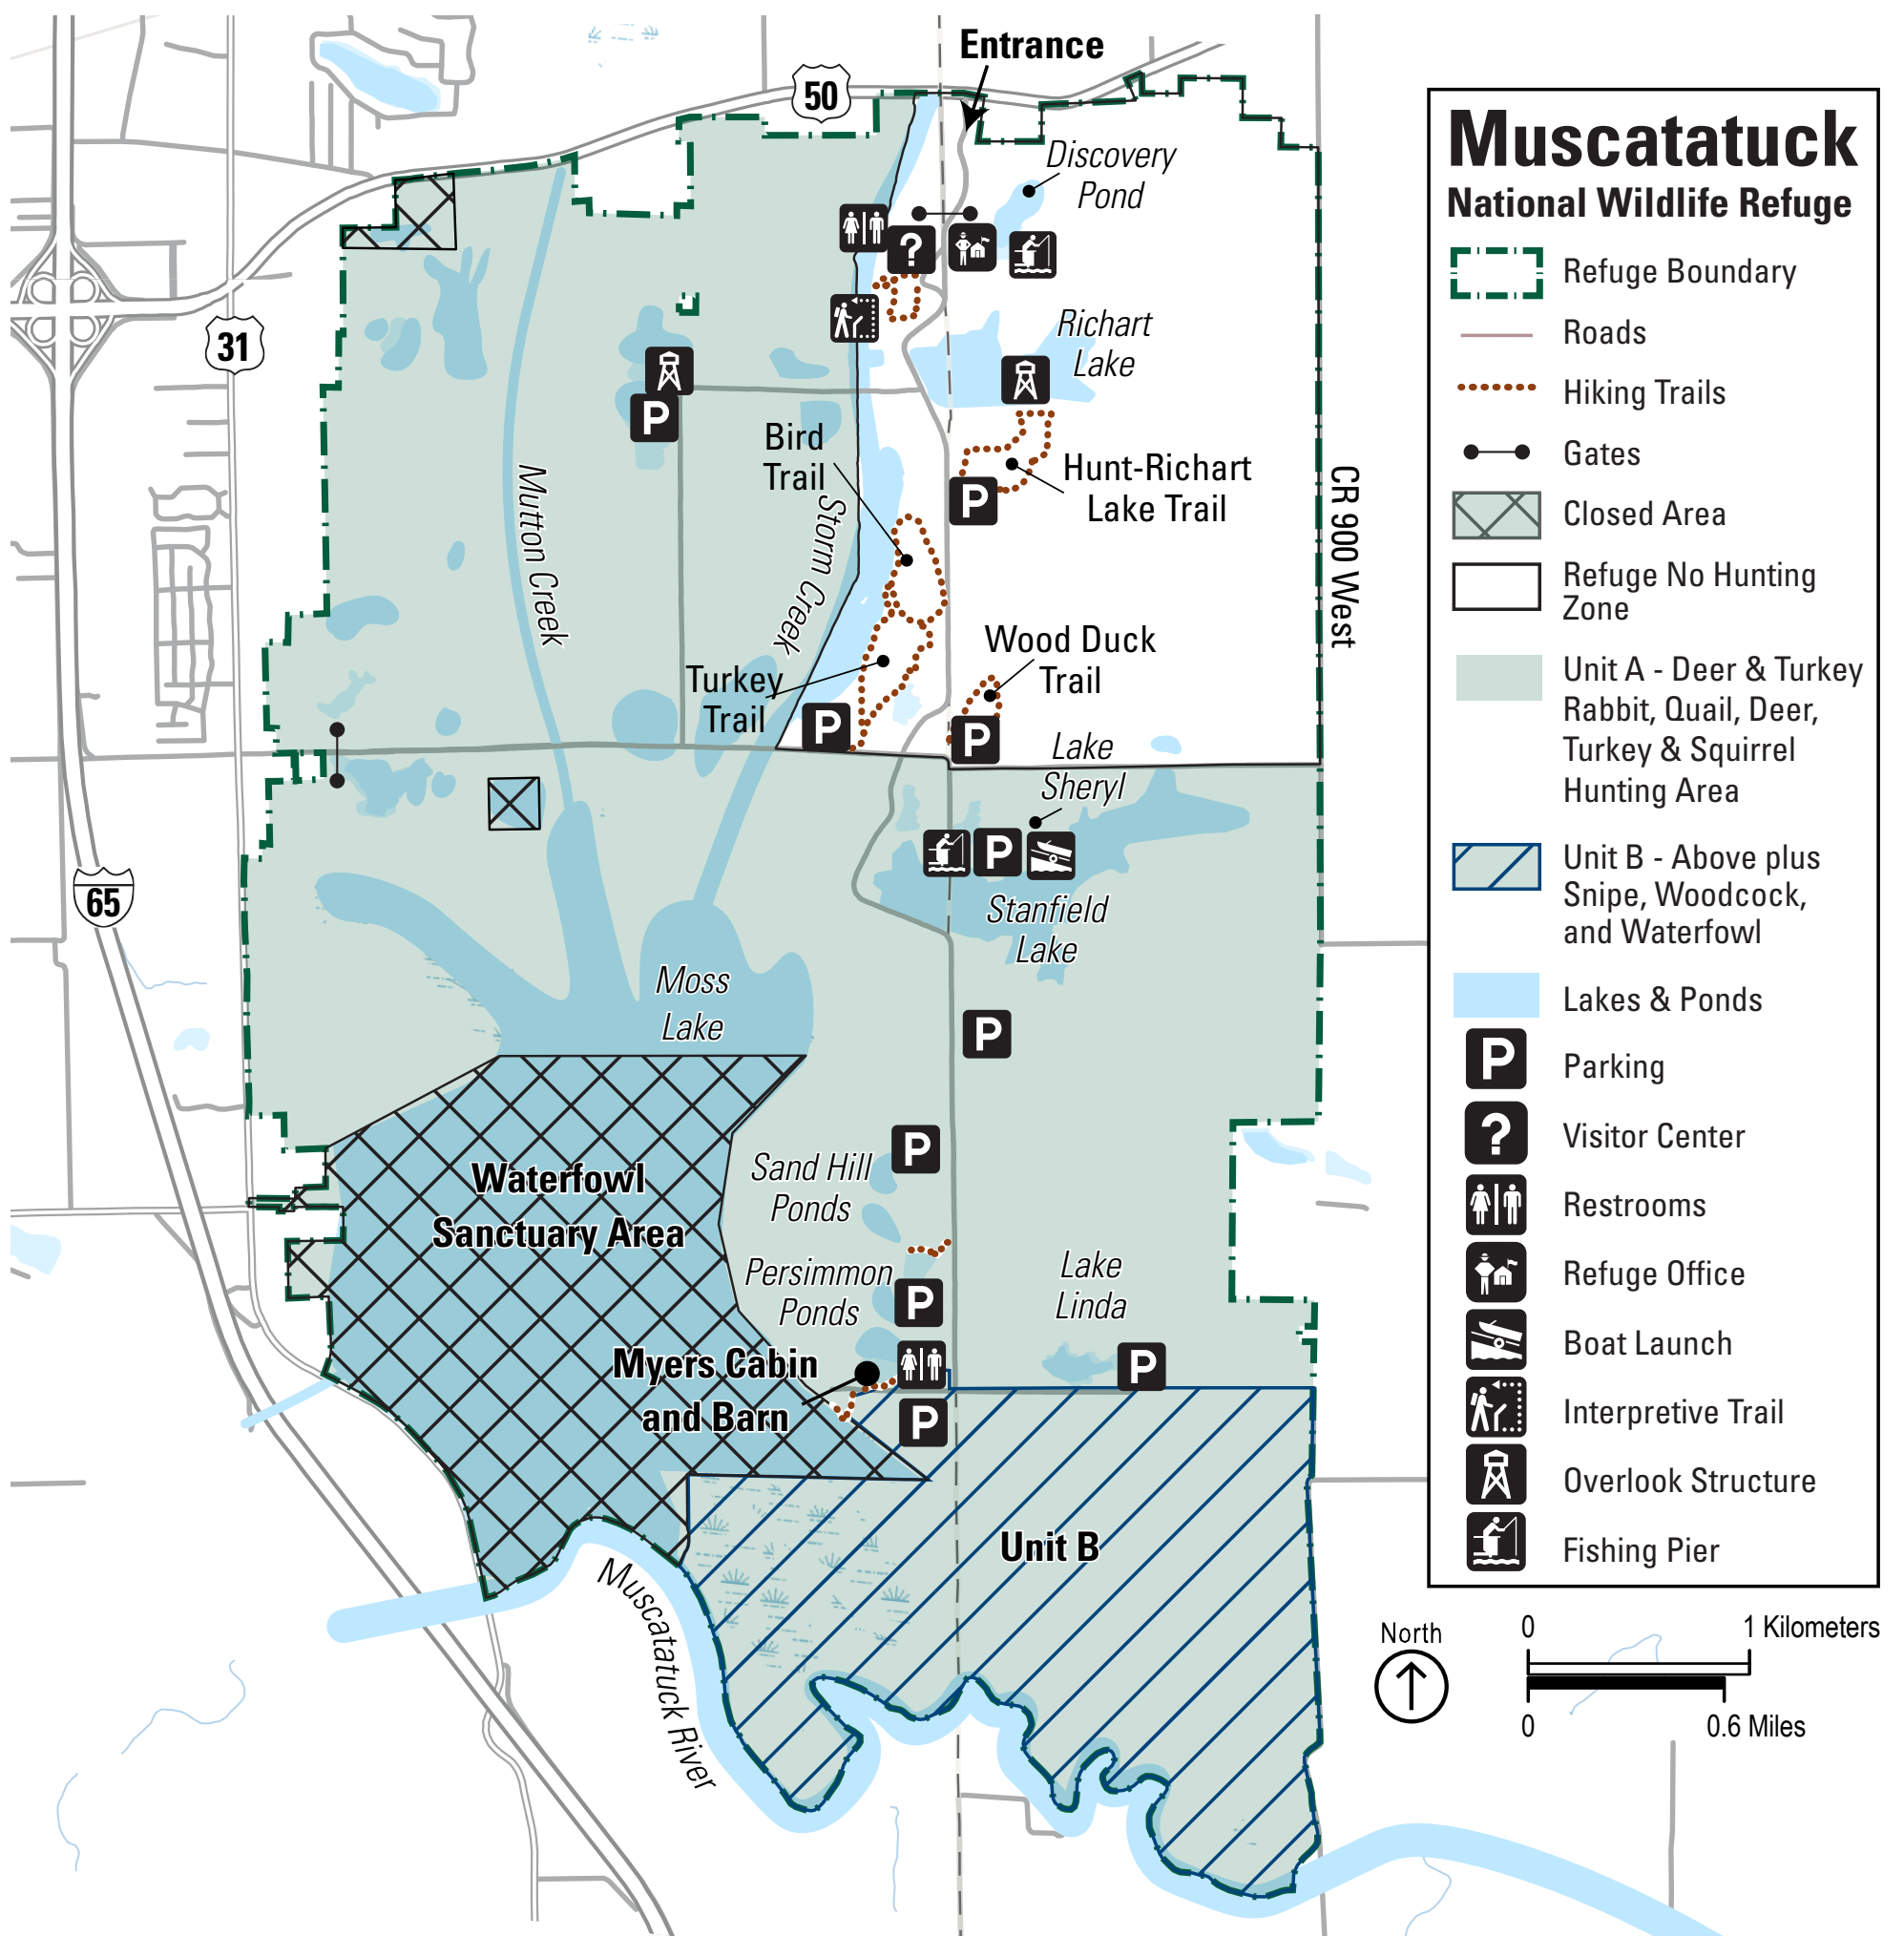 Entrance
50
Discovery
Pond
?
31
Richart
Lake
P
Bird
Trail
Hunt-Richart
Lake Trail
P
Mutton Creek
Storm Creek
CR 900 West
Wood Duck
Trail
Turkey
Trail
P
P
Lake
Sheryl
P
65
Stanfield
Lake
Moss
Lake
P
P
Sand Hill
Ponds
Waterfowl
Sanctuary Area
Persimmon
Ponds
P
Lake
Linda
Myers Cabin
and Barn
P
P
Unit B
Muscatatuck River
Muscatatuck
National Wildlife Refuge
Refuge Boundary
Roads
Hiking Trails
Gates
Closed Area
Refuge No Hunting
Zone
Unit A - Deer & Turkey
Rabbit, Quail, Deer,
Turkey & Squirrel
Hunting Area
Unit B - Above plus
Snipe, Woodcock,
and Waterfowl
Lakes & Ponds
P Parking
? Visitor Center
Restrooms
Refuge Office
Boat Launch
Interpretive Trail
Overlook Structure
Fishing Pier
North
0 1 Kilometers
0 0.6 Miles